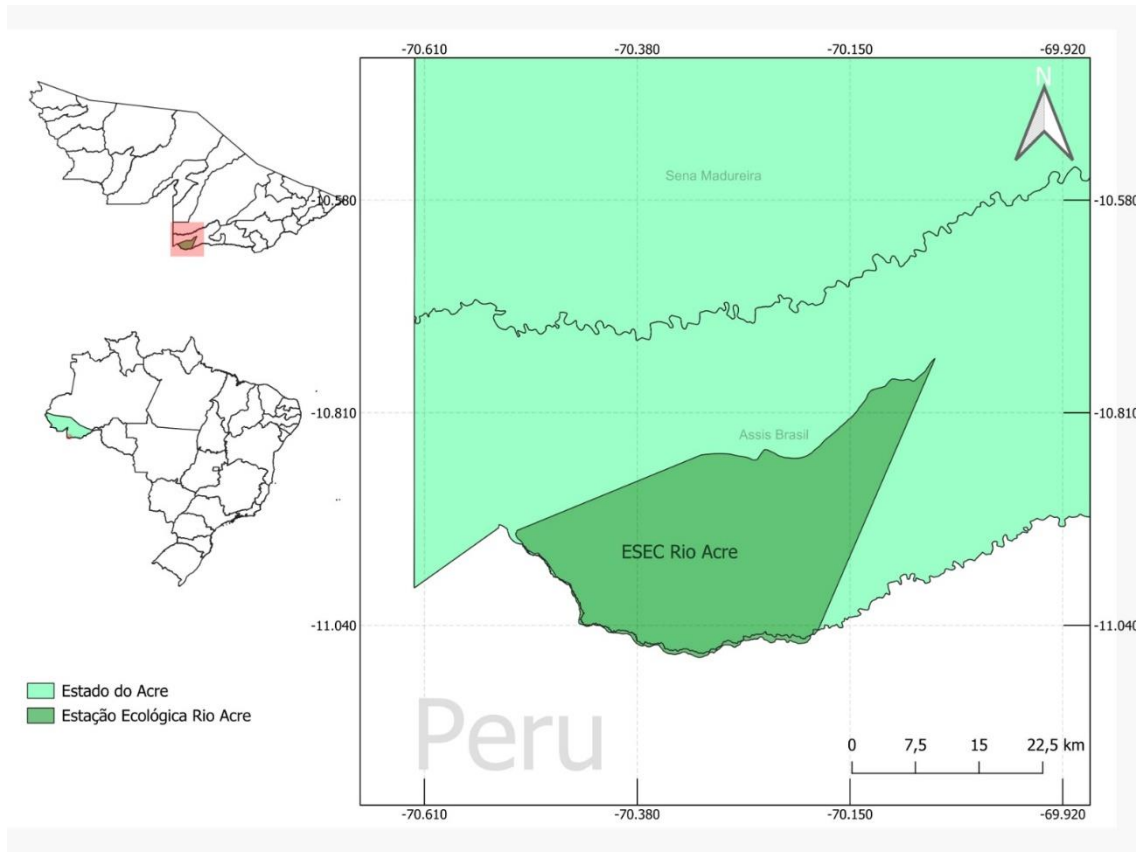 -70.610 -70.380 -70.150 -69.920
N
Sena Madureira
-10.580 -10.580
-10.810 -10.810
Assis Brasil
ESEC Rio Acre
-11.040 -11.040
Estado do Acre
Estação Ecológica Rio Acre
Peru
0 7,5 15 22,5 km
-70.610 -70.380 -70.150 -69.920